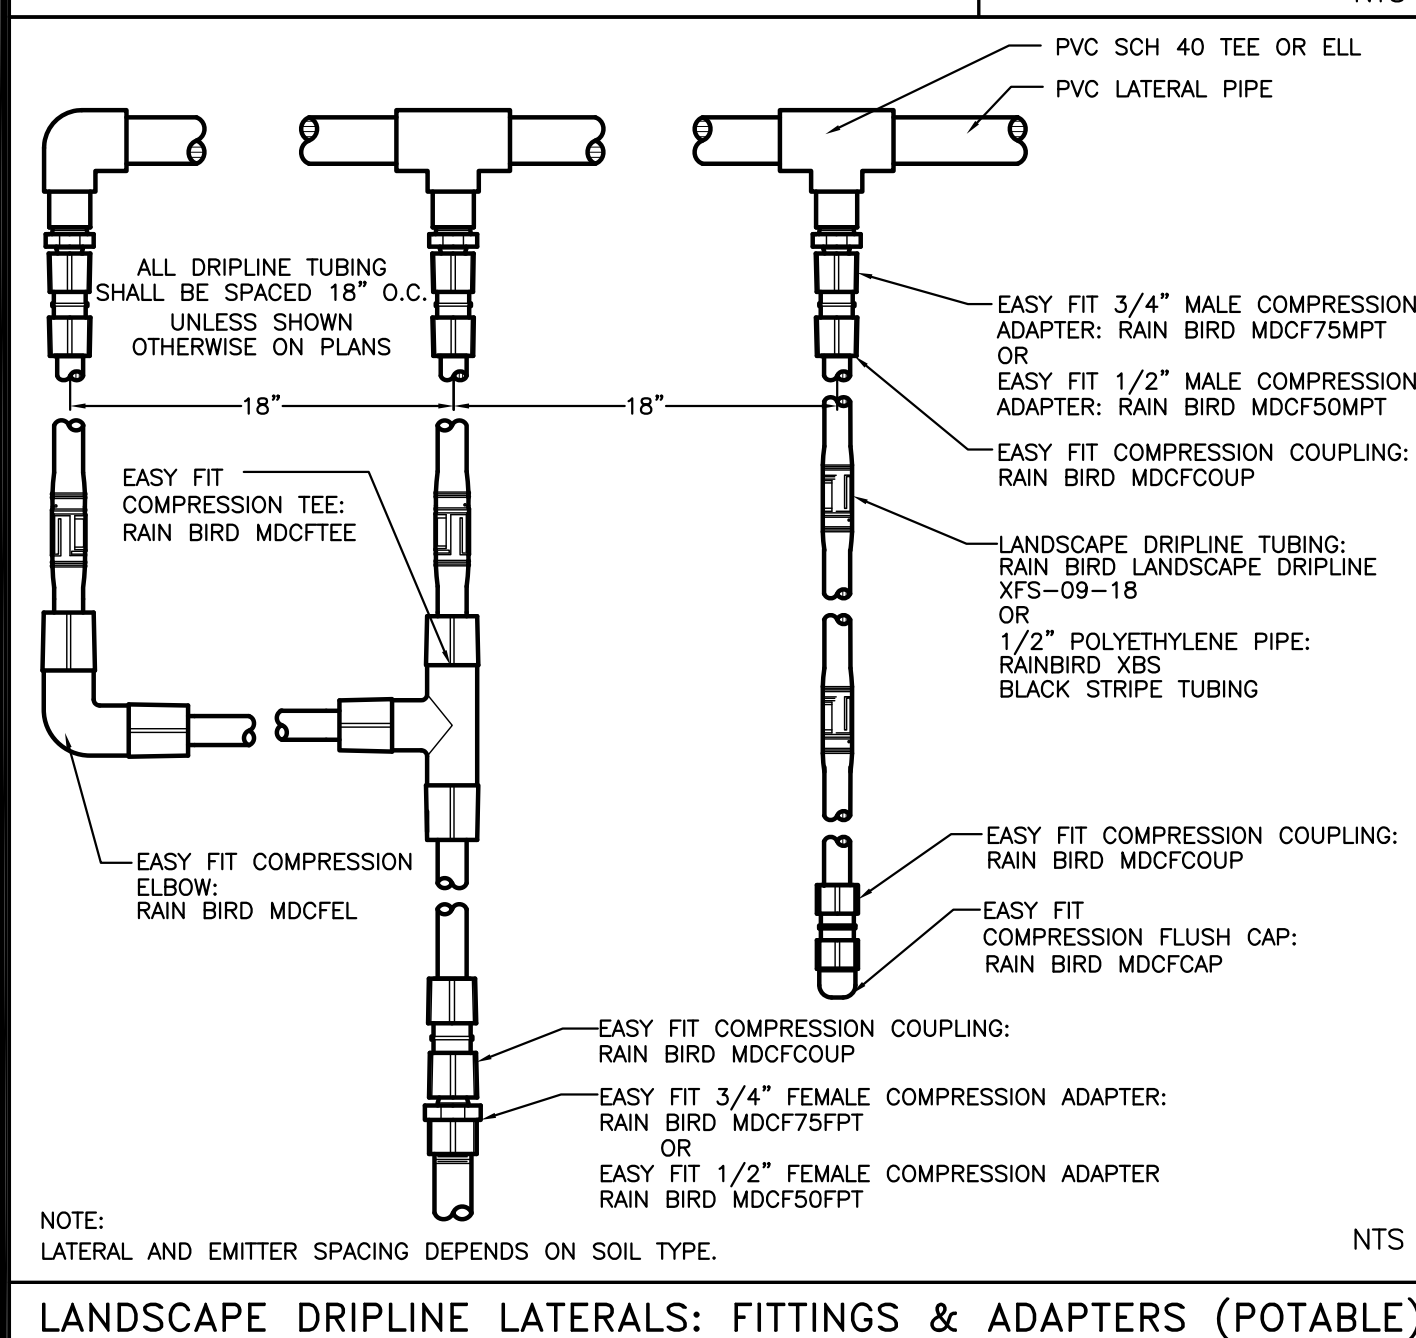 PVC SCH 40 TEE OR ELL
PVC LATERAL PIPE
ALL DRIPLINE TUBING
SHALL BE SPACED 18" O.C.
UNLESS SHOWN
OTHERWISE ON PLANS
18"
18"
EASY FIT 3/4" MALE COMPRESSION
ADAPTER: RAIN BIRD MDCF75MPT
OR
EASY FIT 1/2" MALE COMPRESSION
ADAPTER: RAIN BIRD MDCF50MPT
EASY FIT COMPRESSION COUPLING:
RAIN BIRD MDCFCOUP
EASY FIT
COMPRESSION TEE:
RAIN BIRD MDCFTEE
LANDSCAPE DRIPLINE TUBING:
RAIN BIRD LANDSCAPE DRIPLINE
XFS-09-18
OR
1/2" POLYETHYLENE PIPE:
RAINBIRD XBS
BLACK STRIPE TUBING
EASY FIT COMPRESSION
ELBOW:
RAIN BIRD MDCFEL
EASY FIT COMPRESSION COUPLING:
RAIN BIRD MDCFCOUP
EASY FIT
COMPRESSION FLUSH CAP:
RAIN BIRD MDCFCAP
EASY FIT COMPRESSION COUPLING:
RAIN BIRD MDCFCOUP
EASY FIT 3/4" FEMALE COMPRESSION ADAPTER:
RAIN BIRD MDCF75FPT
OR
EASY FIT 1/2" FEMALE COMPRESSION ADAPTER
RAIN BIRD MDCF50FPT
NOTE:
LATERAL AND EMITTER SPACING DEPENDS ON SOIL TYPE.
NTS
LANDSCAPE DRIPLINE LATERALS: FITTINGS & ADAPTERS (POTABLE)